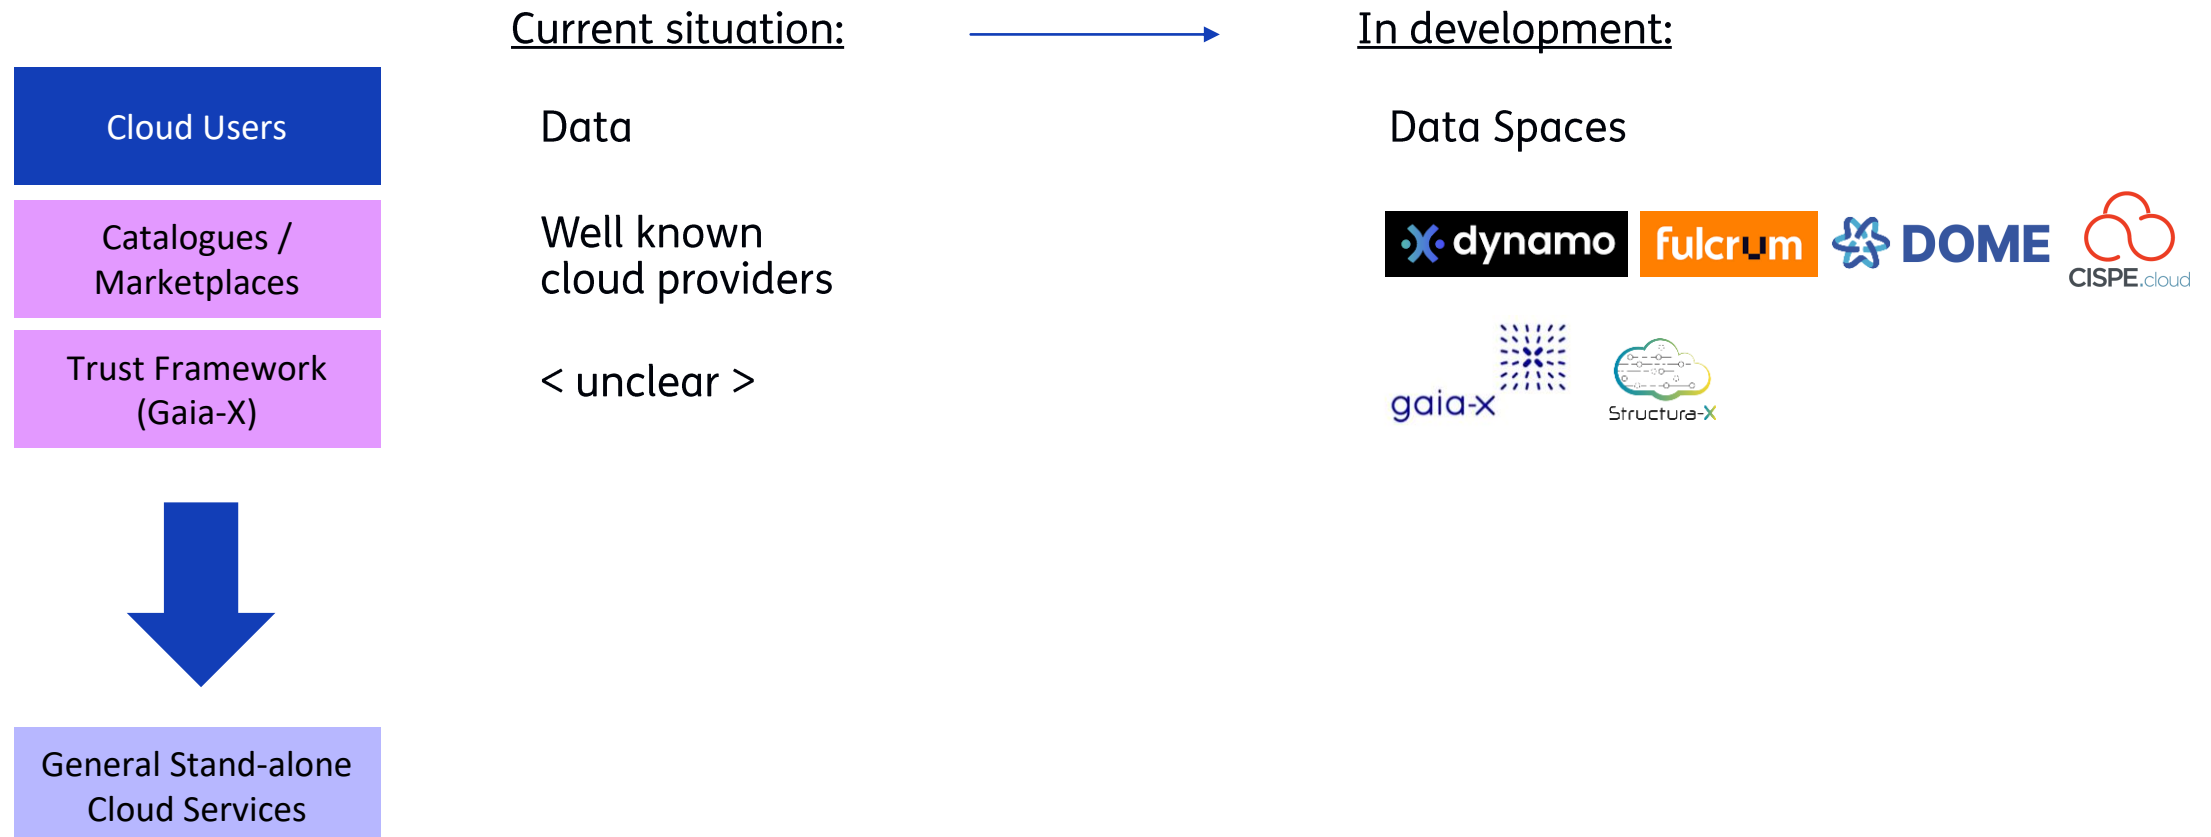 Current situation:
In development:
Cloud Users
Data
Data Spaces
Catalogues /
Marketplaces
Well known
cloud providers
dynamo
fulcrum
DOME
CISPE.cloud
Trust Framework
(Gaia-X)
< unclear >
gaia-x
Structura-X
General Stand-alone
Cloud Services